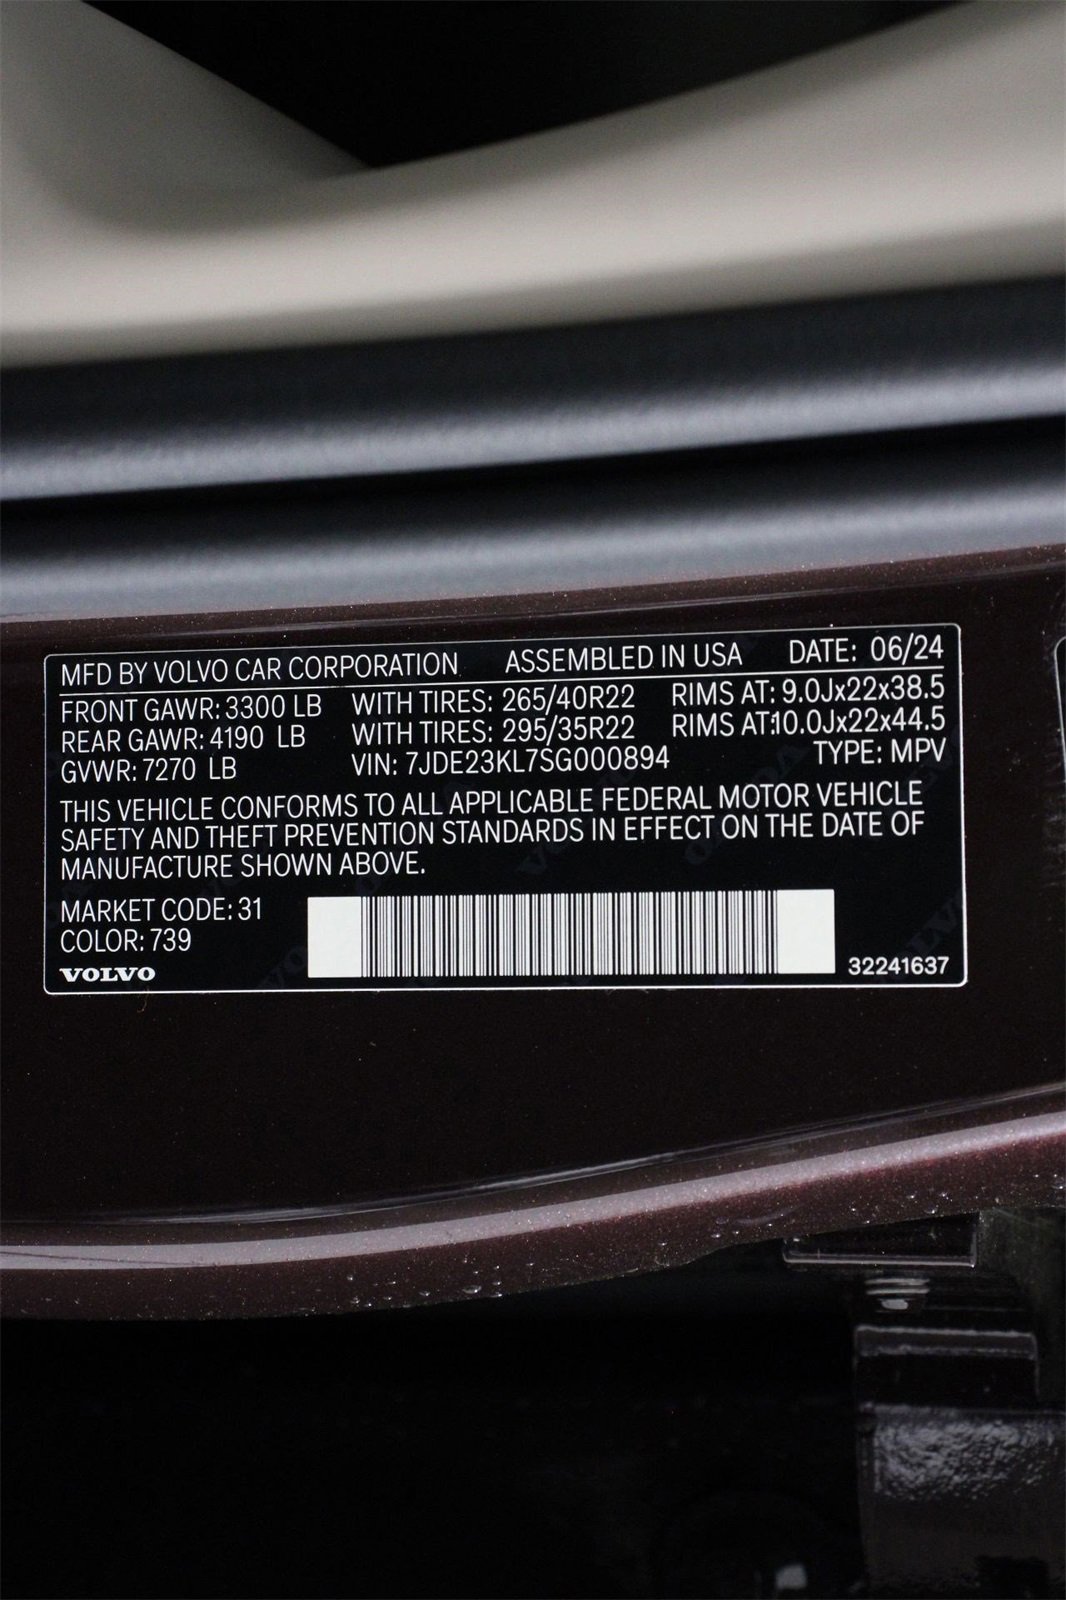 MFD BY VOLVO CAR CORPORATION ASSEMBLED IN USA DATE: 06/24
FRONT GAWR: 3300 LB WITH TIRES: 265/40R22 RIMS AT: 9.0Jx22x38.5
REAR GAWR: 4190 LB WITH TIRES: 295/35R22 RIMS AT:10.0Jx22x44.5
GVWR: 7270 LB VIN: 7JDE23KL7SG000894 TYPE: MPV
THIS VEHICLE CONFORMS TO ALL APPLICABLE FEDERAL MOTOR VEHICLE
SAFETY AND THEFT PREVENTION STANDARDS IN EFFECT ON THE DATE OF
MANUFACTURE SHOWN ABOVE.
MARKET CODE: 31
COLOR: 739
VOLVO 32241637